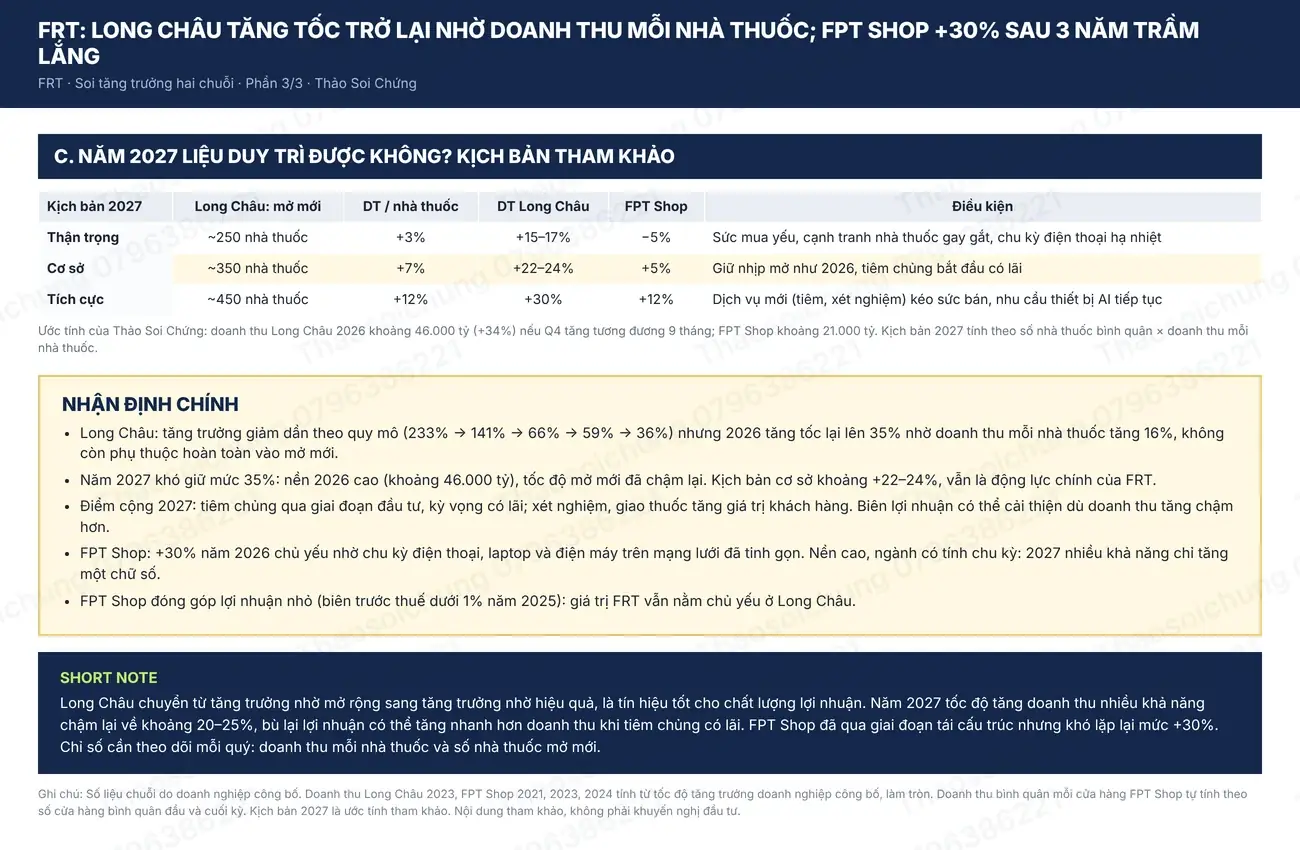 FRT: LONG CHÂU TĂNG TỐC TRỞ LẠI NHỜ DOANH THU MỖI NHÀ THUỐC; FPT SHOP +30% SAU 3 NĂM TRẦM
LẮNG
FRT · Soi tăng trưởng hai chuỗi · Phần 3/3 · Thảo Soi Chứng
C. NĂM 2027 LIỆU DUY TRÌ ĐƯỢC KHÔNG? KỊCH BẢN THAM KHẢO
Kịch bản 2027 Long Châu: mở mới DT / nhà thuốc DT Long Châu FPT Shop Điều kiện
Thận trọng ~250 nhà thuốc +3% +15–17% −5% Sức mua yếu, cạnh tranh nhà thuốc gay gắt, chu kỳ điện thoại hạ nhiệt
Cơ sở ~350 nhà thuốc +7% +22–24% +5% Giữ nhịp mở như 2026, tiêm chủng bắt đầu có lãi
Tích cực ~450 nhà thuốc +12% +30% +12% Dịch vụ mới (tiêm, xét nghiệm) kéo sức bán, nhu cầu thiết bị AI tiếp tục
Ước tính của Thảo Soi Chứng: doanh thu Long Châu 2026 khoảng 46.000 tỷ (+34%) nếu Q4 tăng tương đương 9 tháng; FPT Shop khoảng 21.000 tỷ. Kịch bản 2027 tính theo số nhà thuốc bình quân × doanh thu mỗi
nhà thuốc.
NHẬN ĐỊNH CHÍNH
• Long Châu: tăng trưởng giảm dần theo quy mô (233% → 141% → 66% → 59% → 36%) nhưng 2026 tăng tốc lại lên 35% nhờ doanh thu mỗi nhà thuốc tăng 16%, không
còn phụ thuộc hoàn toàn vào mở mới.
• Năm 2027 khó giữ mức 35%: nền 2026 cao (khoảng 46.000 tỷ), tốc độ mở mới đã chậm lại. Kịch bản cơ sở khoảng +22–24%, vẫn là động lực chính của FRT.
• Điểm cộng 2027: tiêm chủng qua giai đoạn đầu tư, kỳ vọng có lãi; xét nghiệm, giao thuốc tăng giá trị khách hàng. Biên lợi nhuận có thể cải thiện dù doanh thu tăng chậm
hơn.
• FPT Shop: +30% năm 2026 chủ yếu nhờ chu kỳ điện thoại, laptop và điện máy trên mạng lưới đã tinh gọn. Nền cao, ngành có tính chu kỳ: 2027 nhiều khả năng chỉ tăng
một chữ số.
• FPT Shop đóng góp lợi nhuận nhỏ (biên trước thuế dưới 1% năm 2025): giá trị FRT vẫn nằm chủ yếu ở Long Châu.
SHORT NOTE
Long Châu chuyển từ tăng trưởng nhờ mở rộng sang tăng trưởng nhờ hiệu quả, là tín hiệu tốt cho chất lượng lợi nhuận. Năm 2027 tốc độ tăng doanh thu nhiều khả năng
chậm lại về khoảng 20–25%, bù lại lợi nhuận có thể tăng nhanh hơn doanh thu khi tiêm chủng có lãi. FPT Shop đã qua giai đoạn tái cấu trúc nhưng khó lặp lại mức +30%.
Chỉ số cần theo dõi mỗi quý: doanh thu mỗi nhà thuốc và số nhà thuốc mở mới.
Ghi chú: Số liệu chuỗi do doanh nghiệp công bố. Doanh thu Long Châu 2023, FPT Shop 2021, 2023, 2024 tính từ tốc độ tăng trưởng doanh nghiệp công bố, làm tròn. Doanh thu bình quân mỗi cửa hàng FPT Shop tự tính theo
số cửa hàng bình quân đầu và cuối kỳ. Kịch bản 2027 là ước tính tham khảo. Nội dung tham khảo, không phải khuyến nghị đầu tư.
Thaosoichung 0796386221